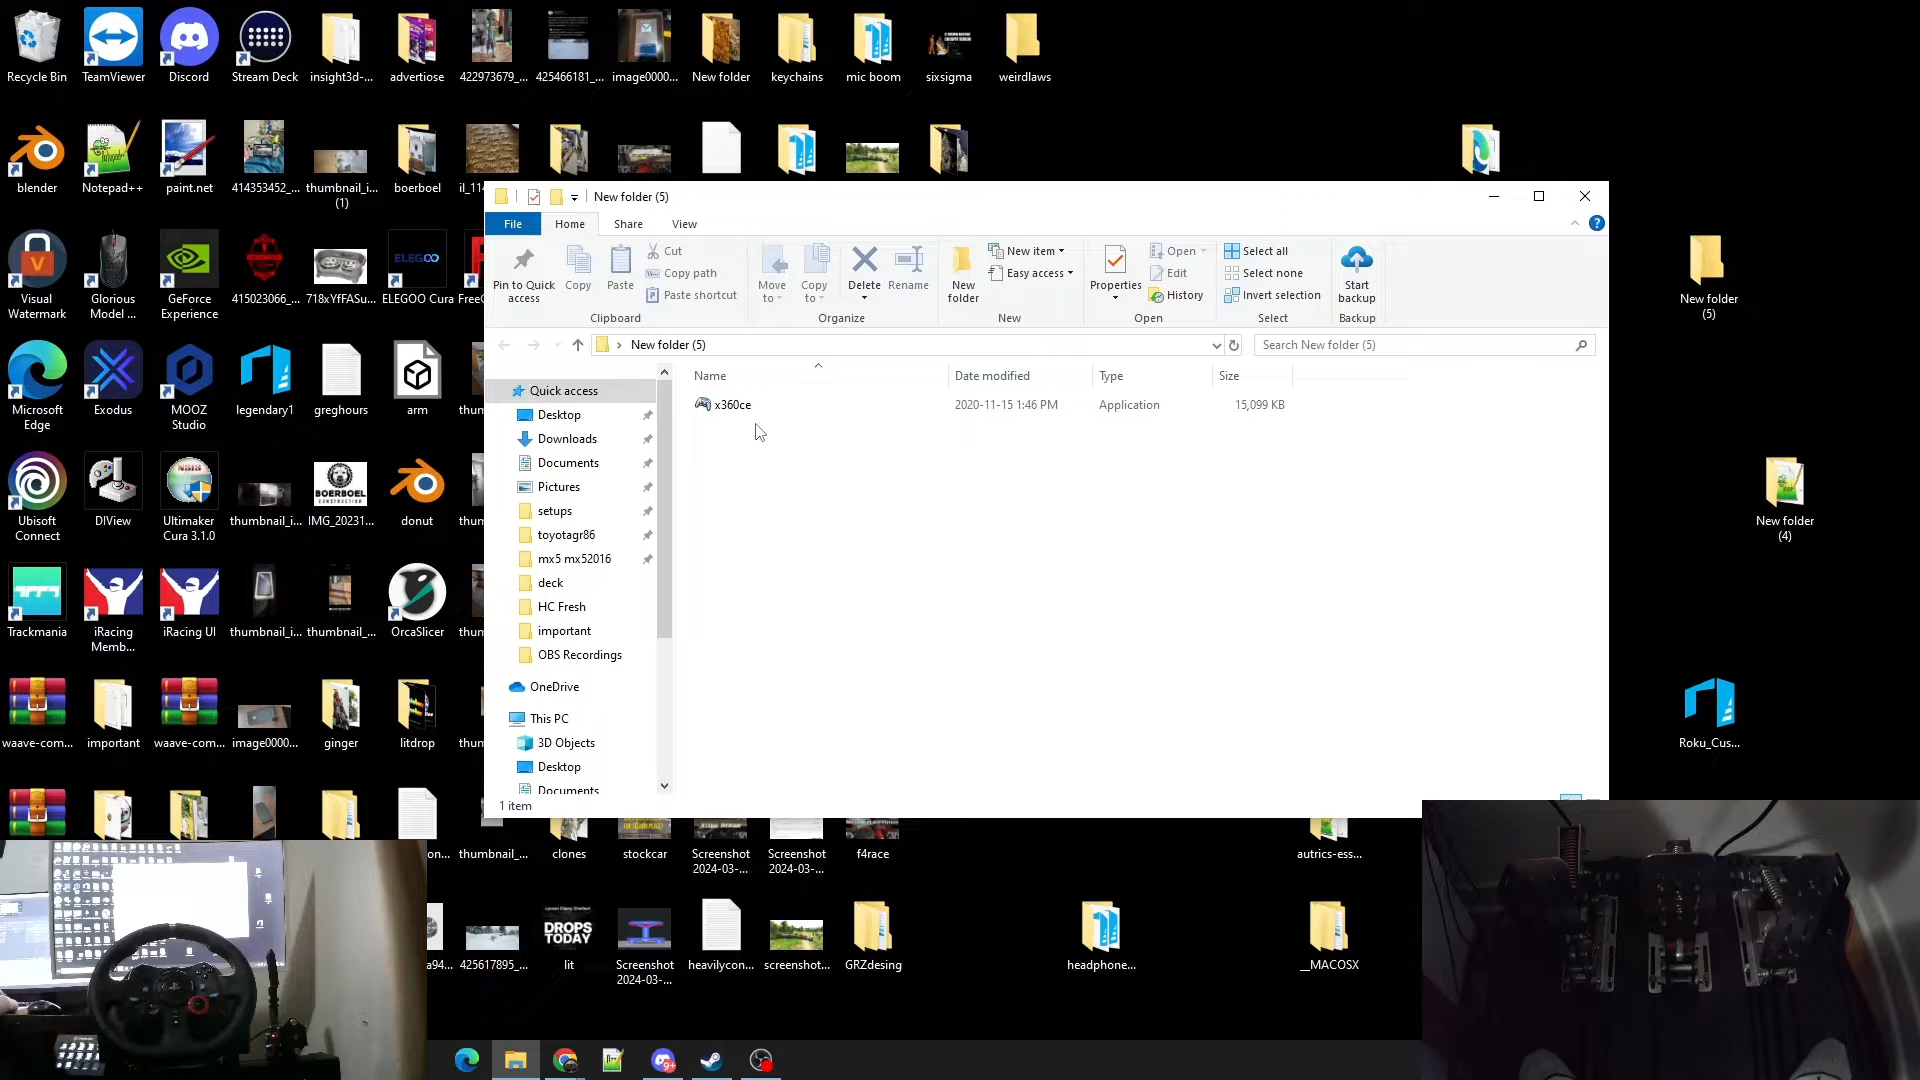 Recycle Bin
TeamViewer
Discord
Stream Deck
insight3d-...
advertiose
422973679_...
425466181_...
image0000...
New folder
keychains
mic boom
sixsigma
weirdlaws
blender
Notepad++
paint.net
414353452_...
thumbnail_i...
(1)
boerboel
New folder (5)
File
Home
Share
View
Pin to Quick
access
Copy
Paste
Cut
Copy path
Paste shortcut
Clipboard
Move
to
Copy
to
Delete
Rename
Organize
New
folder
New item
Easy access
New
Properties
Open
Edit
History
Open
Select all
Select none
Invert selection
Select
Start
backup
Backup
New folder (5)
Search New folder (5)
Name
Date modified
Type
Size
x360ce
2020-11-15 1:46 PM
Application
15,099 KB
Quick access
Desktop
Downloads
Documents
Pictures
setups
toyotagr86
mx5 mx52016
deck
HC Fresh
important
OBS Recordings
OneDrive
This PC
3D Objects
Desktop
Documents
1 item
Visual
Watermark
Glorious
Model ...
GeForce
Experience
415023066_...
718xYfFASu...
ELEGOO
ELEGOO Cura
New folder
(5)
Microsoft
Edge
Exodus
MOOZ
Studio
legendary1
greghours
arm
Ubisoft
Connect
DIView
NSIS
Ultimaker
Cura 3.1.0
thumbnail_i...
BOERBOEL
CONSTRUCTION
IMG_20231...
donut
New folder
(4)
Trackmania
iRacing
Memb...
iRacing UI
thumbnail_i...
thumbnail_i...
OrcaSlicer
waave-com...
important
waave-com...
image0000...
ginger
litdrop
Roku_Cus...
thumbnail_...
clones
stockcar
Screenshot
2024-03-...
Screenshot
2024-03-...
f4race
autrics-ess...
DROPS
TODAY
425617895_...
lit
Screenshot
2024-03-...
heavilycon...
screenshot...
GRZdesing
headphone...
__MACOSX
9+